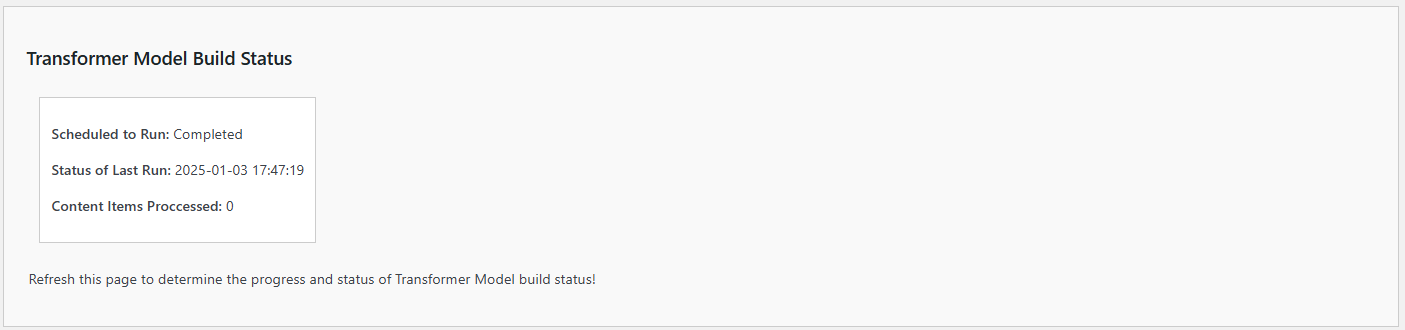 Transformer Model Build Status
Scheduled to Run: Completed
Status of Last Run: 2025-01-03 17:47:19
Content Items Proccessed: 0
Refresh this page to determine the progress and status of Transformer Model build status!